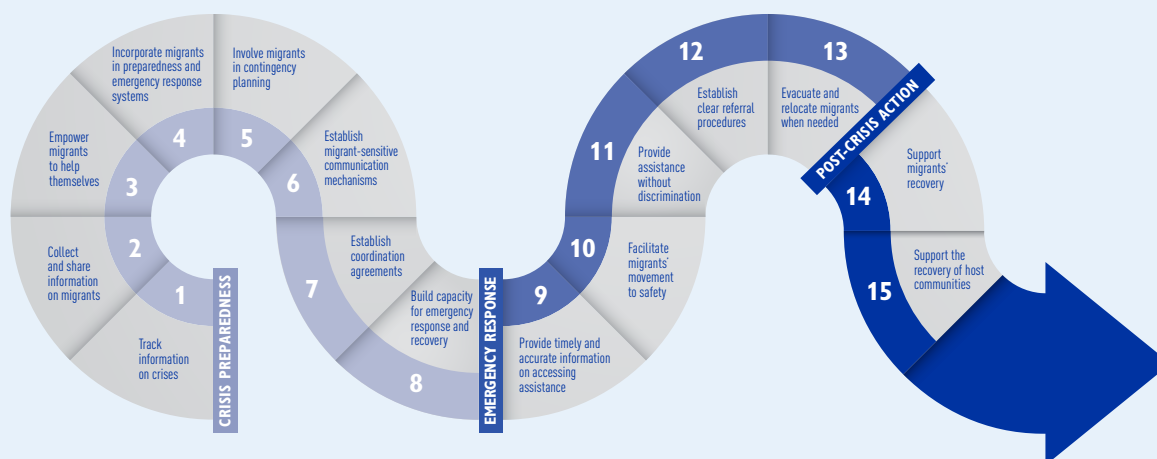 CRISIS PREPAREDNESS
1
Track
information
on crises
2
Collect
and share
information
on migrants
3
Empower
migrants
to help
themselves
4
Incorporate migrants
in preparedness and
emergency response
systems
5
Involve migrants
in contingency
planning
6
Establish
migrant-sensitive
communication
mechanisms
7
Establish
coordination
agreements
8
Build capacity
for emergency
response and
recovery
EMERGENCY RESPONSE
9
Provide timely and
accurate information
on accessing
assistance
10
Facilitate
migrants'
movement
to safety
11
Provide
assistance
without
discrimination
12
Establish
clear referral
procedures
13
Evacuate and
relocate migrants
when needed
POST-CRISIS ACTION
14
Support
migrants'
recovery
15
Support the
recovery of host
communities